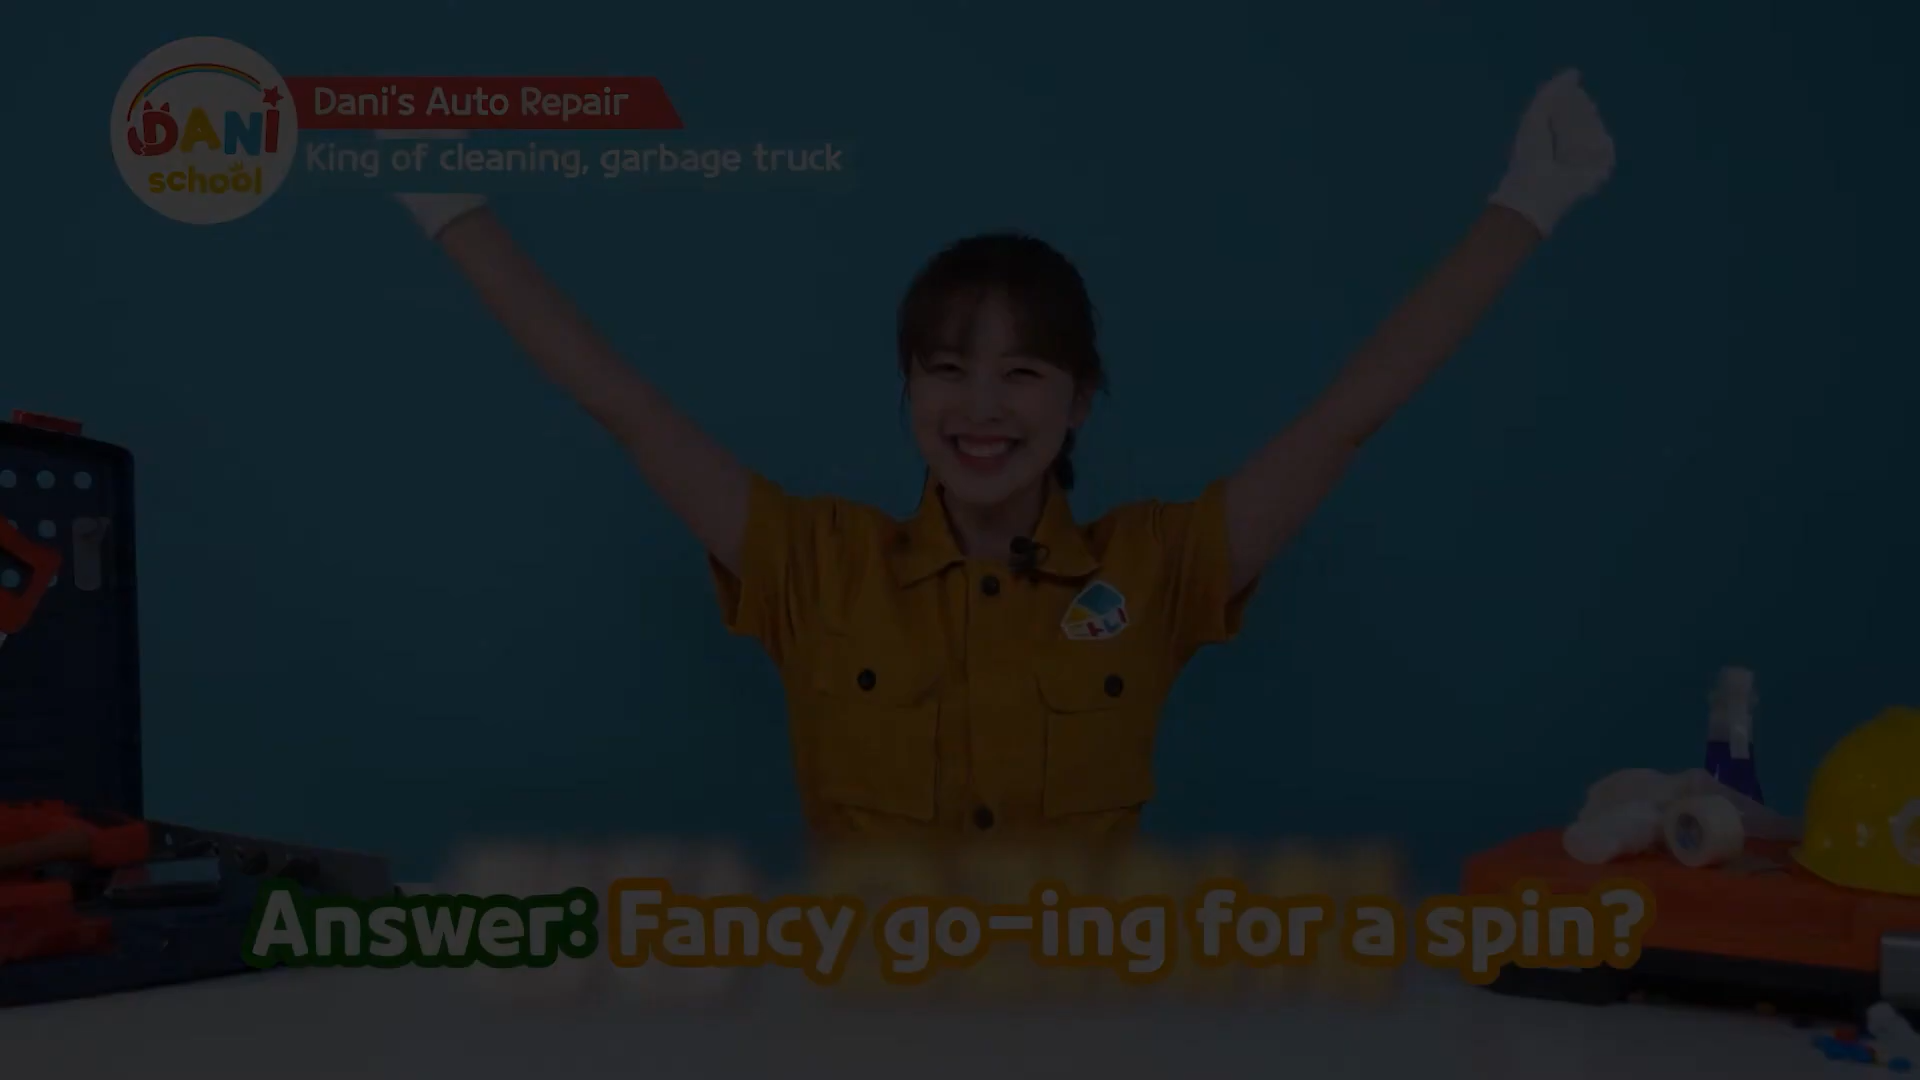 DANI
school
Dani's Auto Repair
King of cleaning, garbage truck
Answer: Fancy go-ing for a spin?